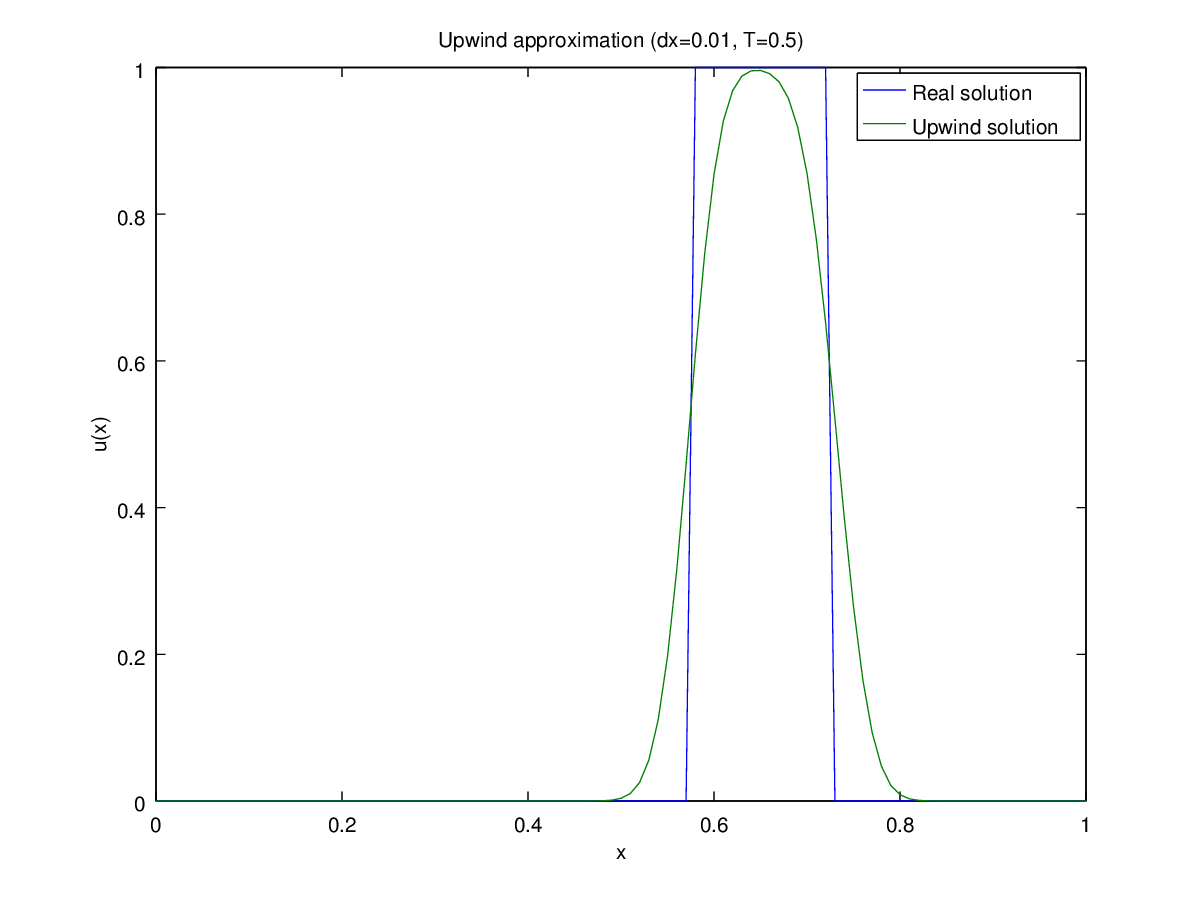 Upwind approximation (dx=0.01, T=0.5)
Real solution
Upwind solution
1
0.8
0.6
0.4
0.2
0
u(x)
0 0.2 0.4 0.6 0.8 1
x